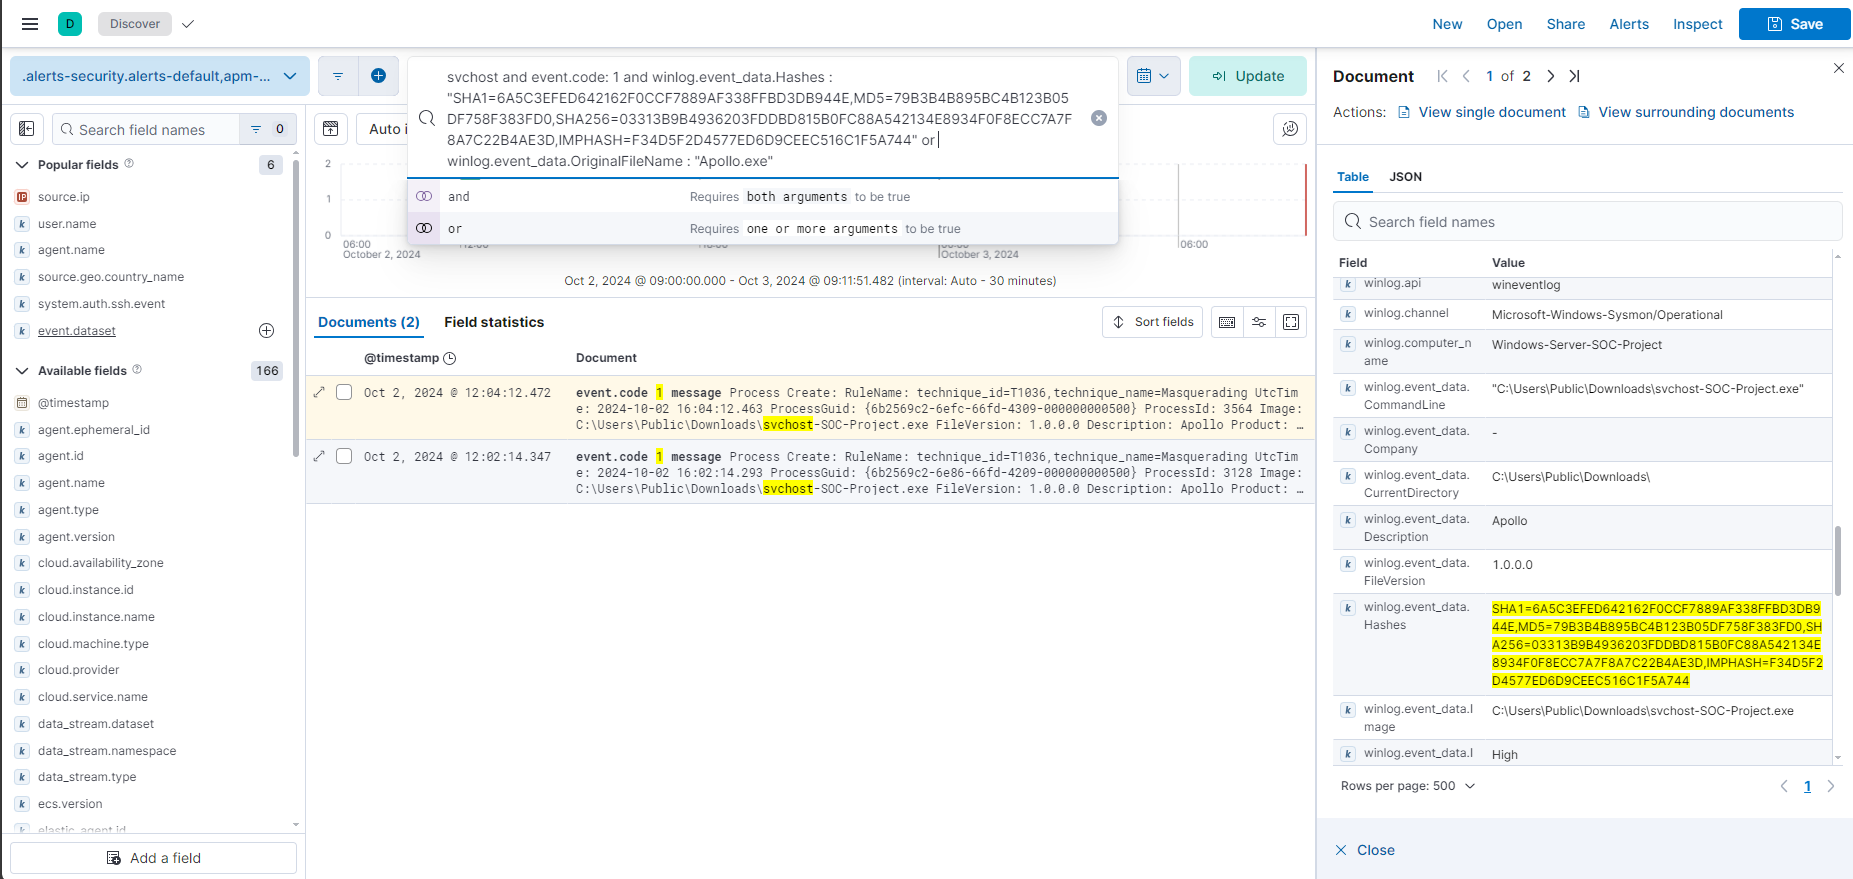 D
Discover
New
Open
Share
Alerts
Inspect
Save
.alerts-security.alerts-default,apm-...
svchost and event.code: 1 and winlog.event_data.Hashes :
"SHA1=6A5C3EFED642162F0CCF7889AF338FFBD3DB944E,MD5=79B3B4B895BC4B123B05
DF758F383FD0,SHA256=03313B9B4936203FDDBD815B0FC88A542134E8934F0F8ECC7A7F
8A7C22B4AE3D,IMPHASH=F34D5F2D4577ED6D9CEEC516C1F5A744" or
winlog.event_data.OriginalFileName : "Apollo.exe"
and
Requires both arguments to be true
or
Requires one or more arguments to be true
Update
Search field names
0
Auto i
Popular fields
6
source.ip
user.name
agent.name
source.geo.country_name
system.auth.ssh.event
event.dataset
Available fields
166
@timestamp
agent.ephemeral_id
agent.id
agent.name
agent.type
agent.version
cloud.availability_zone
cloud.instance.id
cloud.instance.name
cloud.machine.type
cloud.provider
cloud.service.name
data_stream.dataset
data_stream.namespace
data_stream.type
ecs.version
elastic_agent.id
Add a field
2
1
0
06:00
October 2, 2024
October 3, 2024
06:00
Oct 2, 2024 @ 09:00:00.000 - Oct 3, 2024 @ 09:11:51.482 (interval: Auto - 30 minutes)
Documents (2)
Field statistics
Sort fields
@timestamp
Document
Oct 2, 2024 @ 12:04:12.472
event.code 1 message Process Create: RuleName: technique_id=T1036,technique_name=Masquerading UtcTim
e: 2024-10-02 16:04:12.463 ProcessGuid: {6b2569c2-6efc-66fd-4309-000000000500} ProcessId: 3564 Image:
C:\Users\Public\Downloads\svchost-SOC-Project.exe FileVersion: 1.0.0.0 Description: Apollo Product: …
Oct 2, 2024 @ 12:02:14.347
event.code 1 message Process Create: RuleName: technique_id=T1036,technique_name=Masquerading UtcTim
e: 2024-10-02 16:02:14.293 ProcessGuid: {6b2569c2-6e86-66fd-4209-000000000500} ProcessId: 3128 Image:
C:\Users\Public\Downloads\svchost-SOC-Project.exe FileVersion: 1.0.0.0 Description: Apollo Product: …
Document
1 of 2
Actions:
View single document
View surrounding documents
Table
JSON
Search field names
Field
Value
winlog.api
wineventlog
winlog.channel
Microsoft-Windows-Sysmon/Operational
winlog.computer_n
ame
Windows-Server-SOC-Project
winlog.event_data.
CommandLine
"C:\Users\Public\Downloads\svchost-SOC-Project.exe"
winlog.event_data.
Company
-
winlog.event_data.
CurrentDirectory
C:\Users\Public\Downloads\
winlog.event_data.
Description
Apollo
winlog.event_data.
FileVersion
1.0.0.0
winlog.event_data.
Hashes
SHA1=6A5C3EFED642162F0CCF7889AF338FFBD3DB9
44E,MD5=79B3B4B895BC4B123B05DF758F383FD0,SH
A256=03313B9B4936203FDDBD815B0FC88A542134E
8934F0F8ECC7A7F8A7C22B4AE3D,IMPHASH=F34D5F2
D4577ED6D9CEEC516C1F5A744
winlog.event_data.I
mage
C:\Users\Public\Downloads\svchost-SOC-Project.exe
winlog.event_data.I
High
Rows per page: 500
1
Close